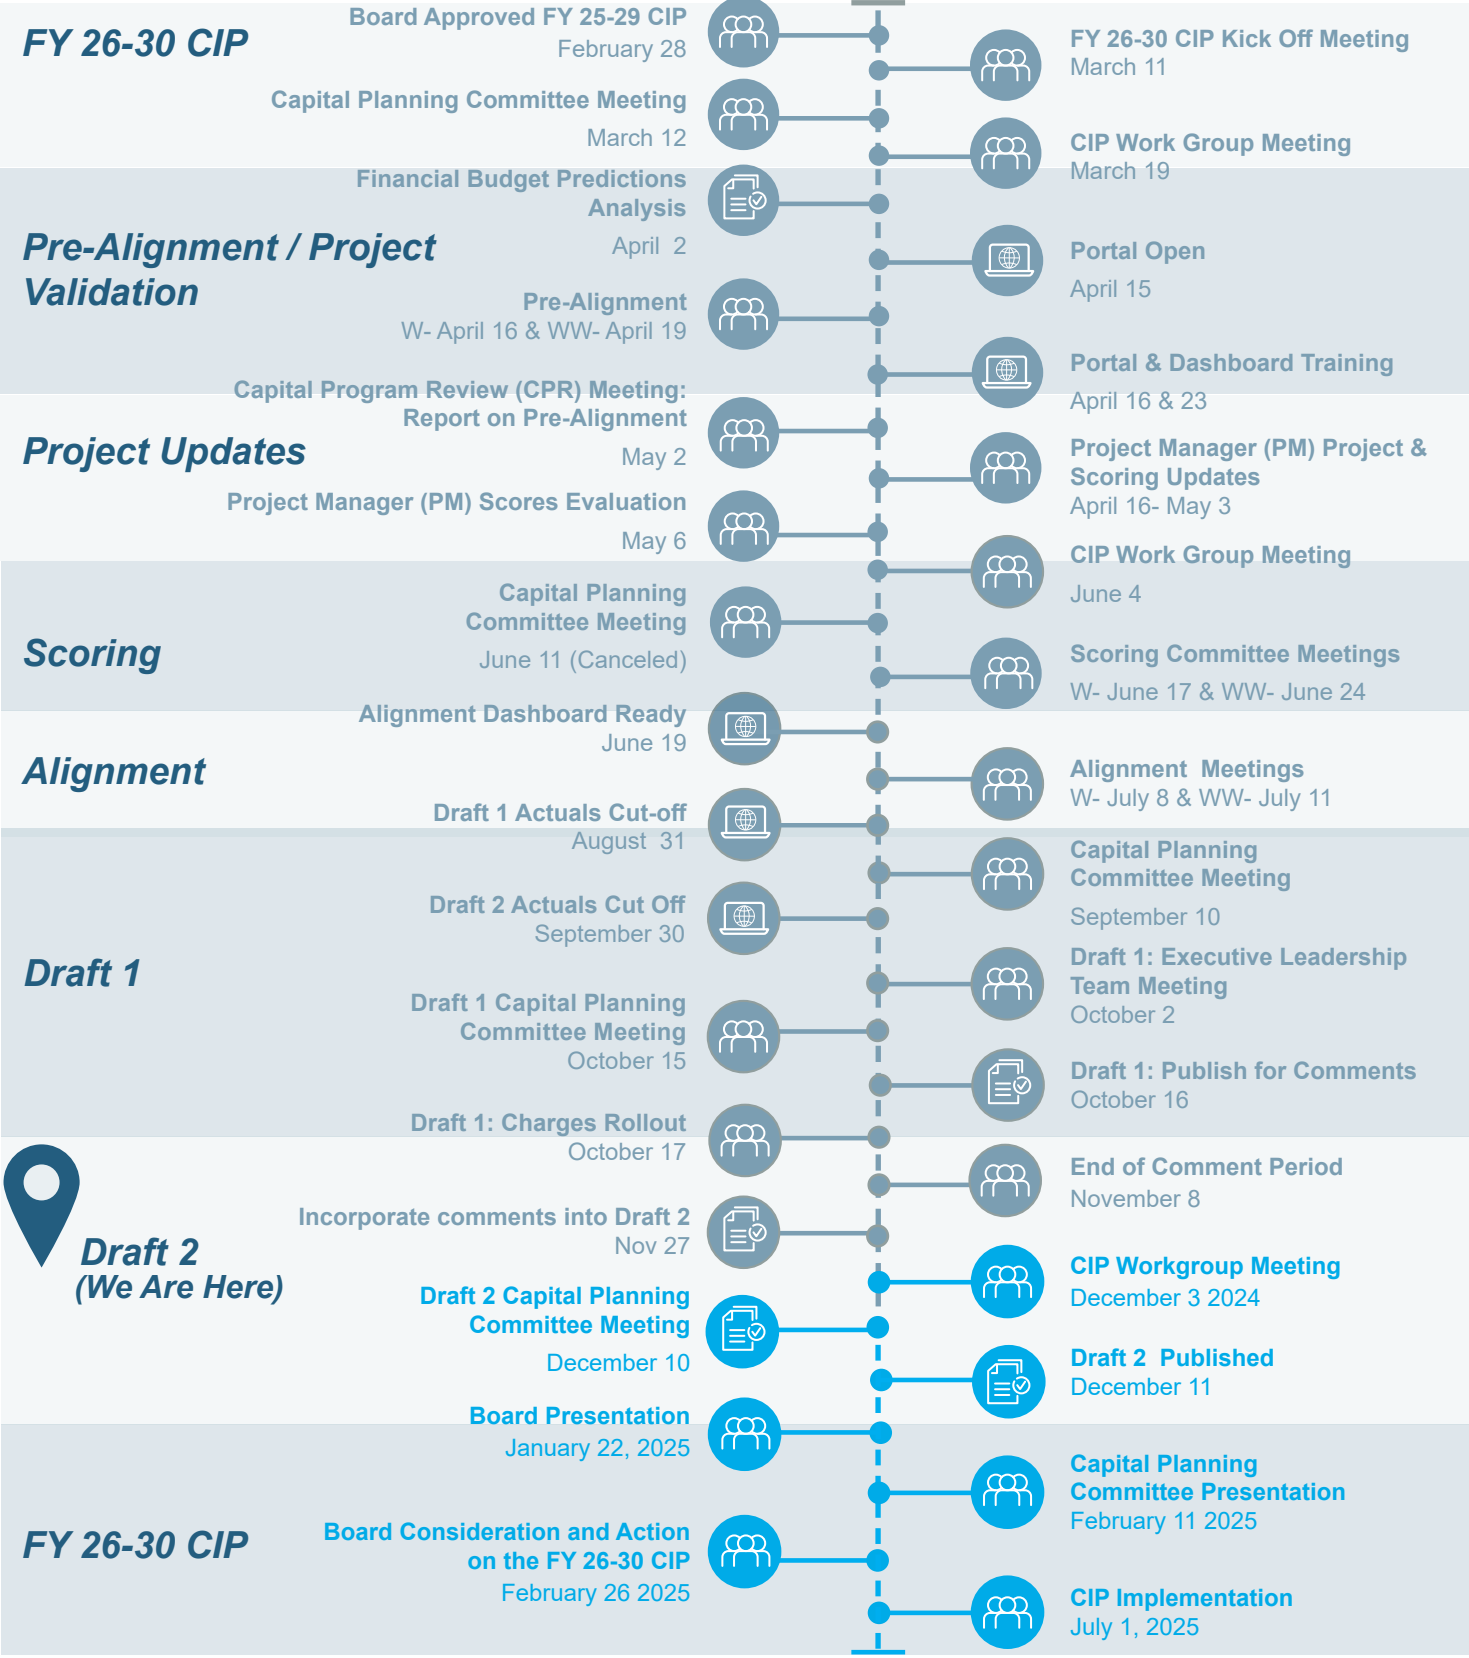 FY 26-30 CIP
Board Approved FY 25-29 CIP
February 28
FY 26-30 CIP Kick Off Meeting
March 11
Capital Planning Committee Meeting
March 12
CIP Work Group Meeting
March 19
Pre-Alignment / Project
Validation
Financial Budget Predictions
Analysis
April 2
Portal Open
April 15
Pre-Alignment
W- April 16 & WW- April 19
Portal & Dashboard Training
April 16 & 23
Project Updates
Capital Program Review (CPR) Meeting:
Report on Pre-Alignment
May 2
Project Manager (PM) Project &
Scoring Updates
April 16- May 3
Project Manager (PM) Scores Evaluation
May 6
CIP Work Group Meeting
June 4
Scoring
Capital Planning
Committee Meeting
June 11 (Canceled)
Scoring Committee Meetings
W- June 17 & WW- June 24
Alignment
Alignment Dashboard Ready
June 19
Alignment Meetings
W- July 8 & WW- July 11
Draft 1 Actuals Cut-off
August 31
Draft 1
Capital Planning
Committee Meeting
September 10
Draft 2 Actuals Cut Off
September 30
Draft 1: Executive Leadership
Team Meeting
October 2
Draft 1 Capital Planning
Committee Meeting
October 15
Draft 1: Publish for Comments
October 16
Draft 1: Charges Rollout
October 17
Draft 2
(We Are Here)
End of Comment Period
November 8
Incorporate comments into Draft 2
Nov 27
CIP Workgroup Meeting
December 3 2024
Draft 2 Capital Planning
Committee Meeting
December 10
Draft 2 Published
December 11
Board Presentation
January 22, 2025
FY 26-30 CIP
Capital Planning
Committee Presentation
February 11 2025
Board Consideration and Action
on the FY 26-30 CIP
February 26 2025
CIP Implementation
July 1, 2025